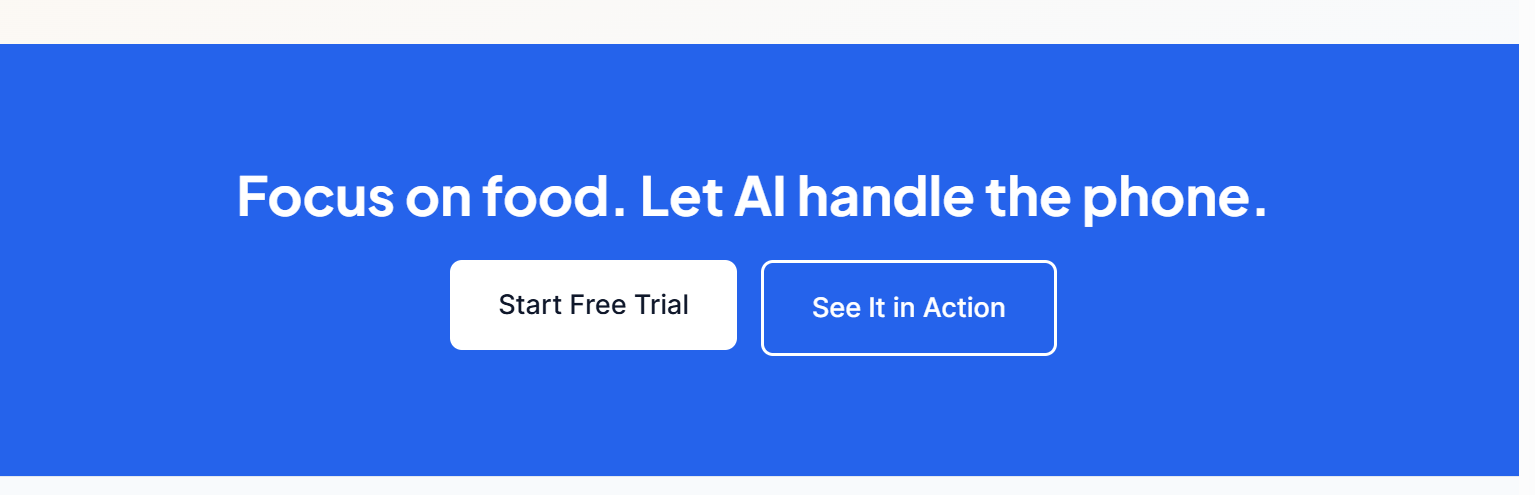 Focus on food. Let AI handle the phone.
Start Free Trial
See It in Action